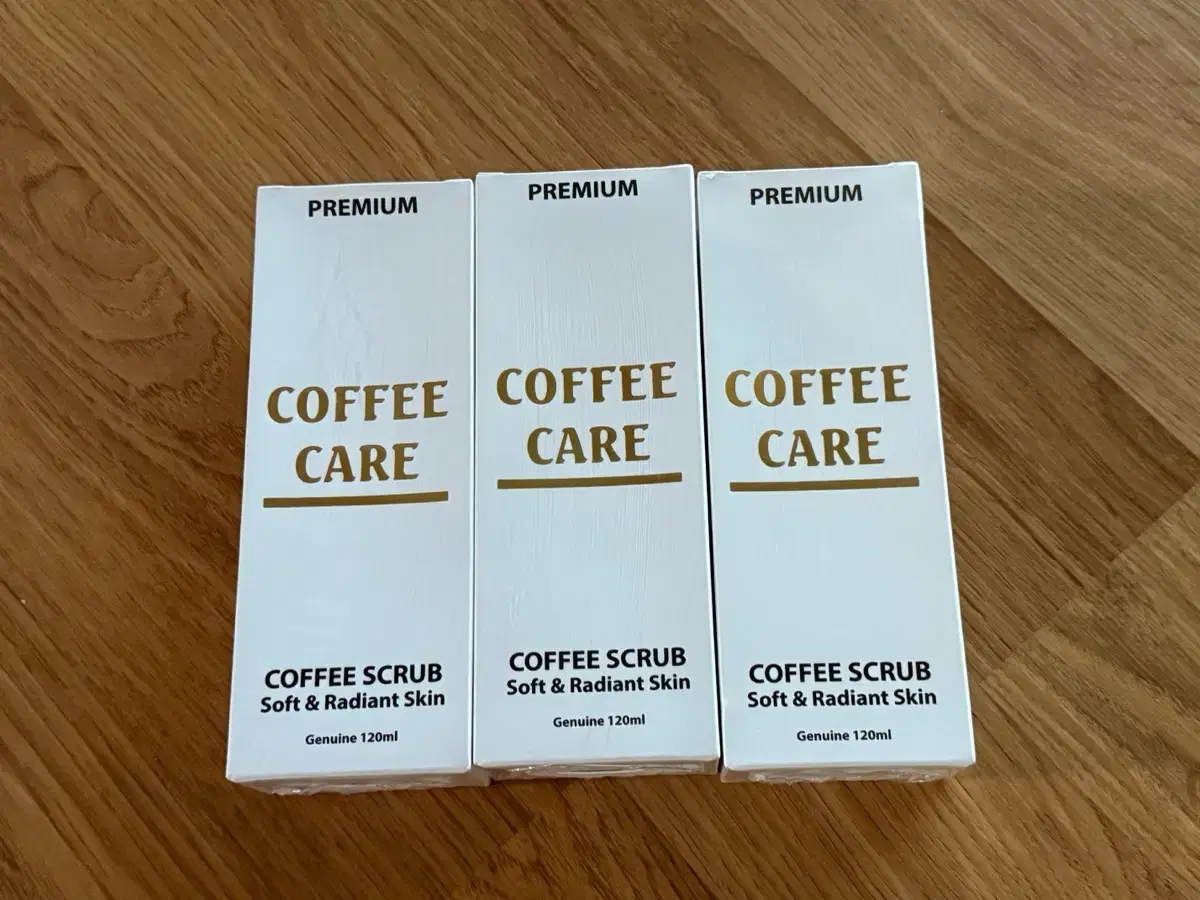 PREMIUM
COFFEE
CARE
COFFEE SCRUB
Soft & Radiant Skin
Genuine 120ml
PREMIUM
COFFEE
CARE
COFFEE SCRUB
Soft & Radiant Skin
Genuine 120ml
PREMIUM
COFFEE
CARE
COFFEE SCRUB
Soft & Radiant Skin
Genuine 120ml